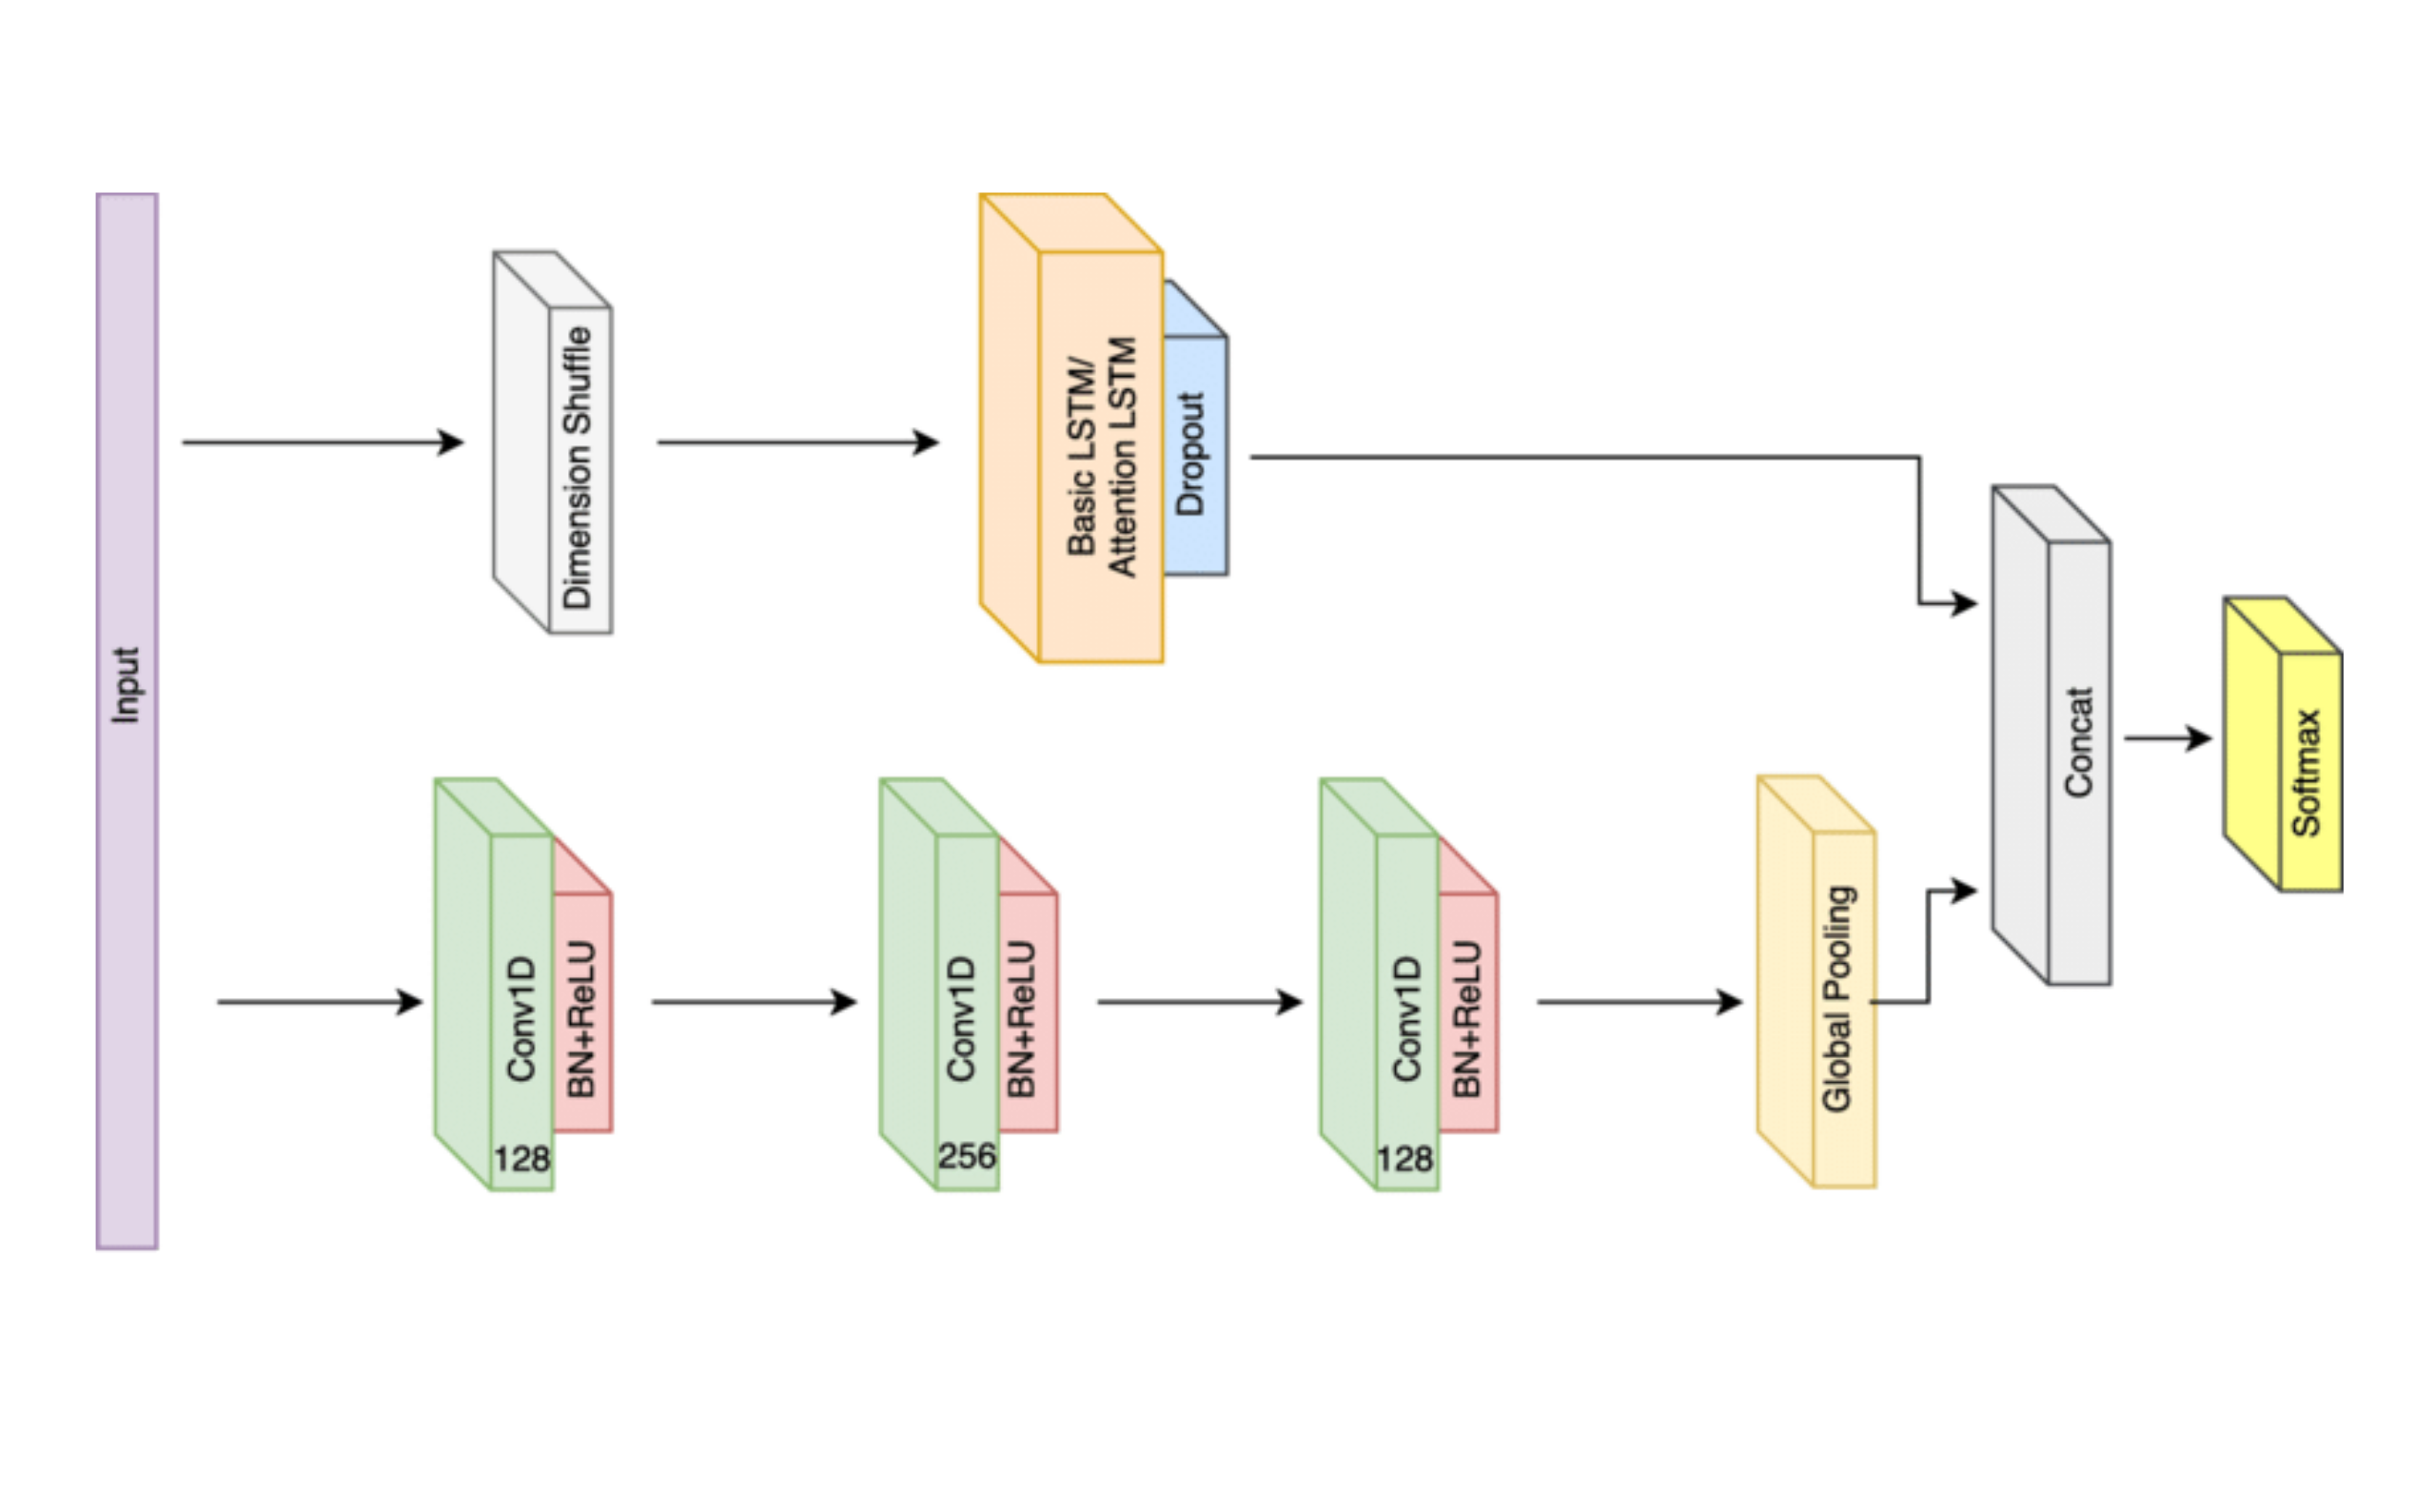 Input
Dimension Shuffle
Basic LSTM/
Attention LSTM
Dropout
Conv1D
128
BN+ReLU
Conv1D
256
BN+ReLU
Conv1D
128
BN+ReLU
Global Pooling
Concat
Softmax